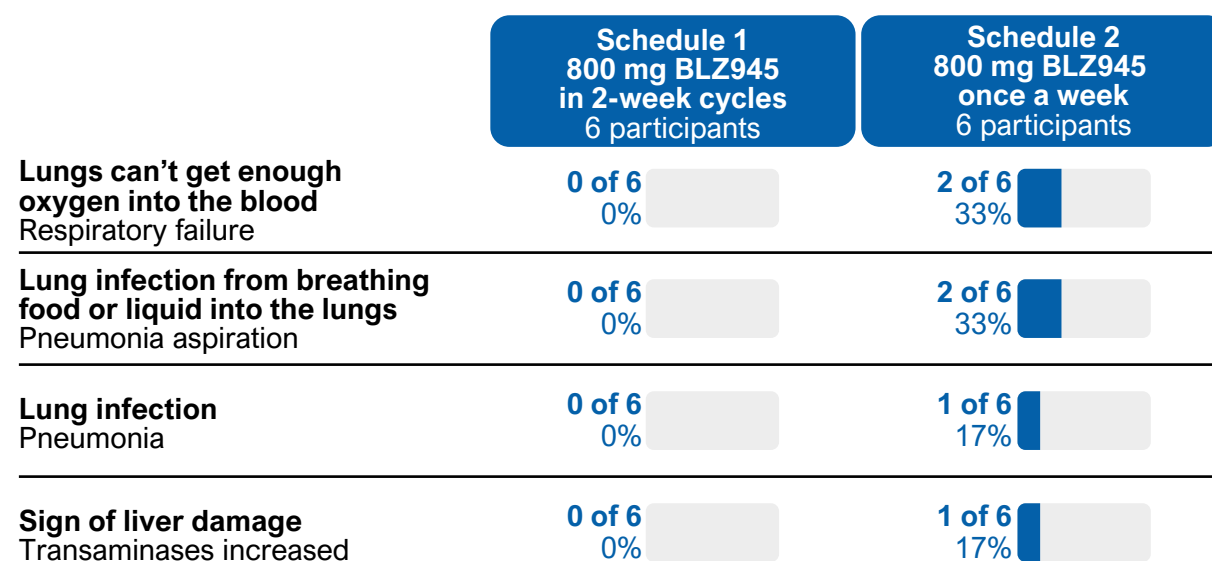 Schedule 1
800 mg BLZ945
in 2-week cycles
6 participants
Schedule 2
800 mg BLZ945
once a week
6 participants
Lungs can’t get enough
oxygen into the blood
Respiratory failure
0 of 6
0%
2 of 6
33%
Lung infection from breathing
food or liquid into the lungs
Pneumonia aspiration
0 of 6
0%
2 of 6
33%
Lung infection
Pneumonia
0 of 6
0%
1 of 6
17%
Sign of liver damage
Transaminases increased
0 of 6
0%
1 of 6
17%